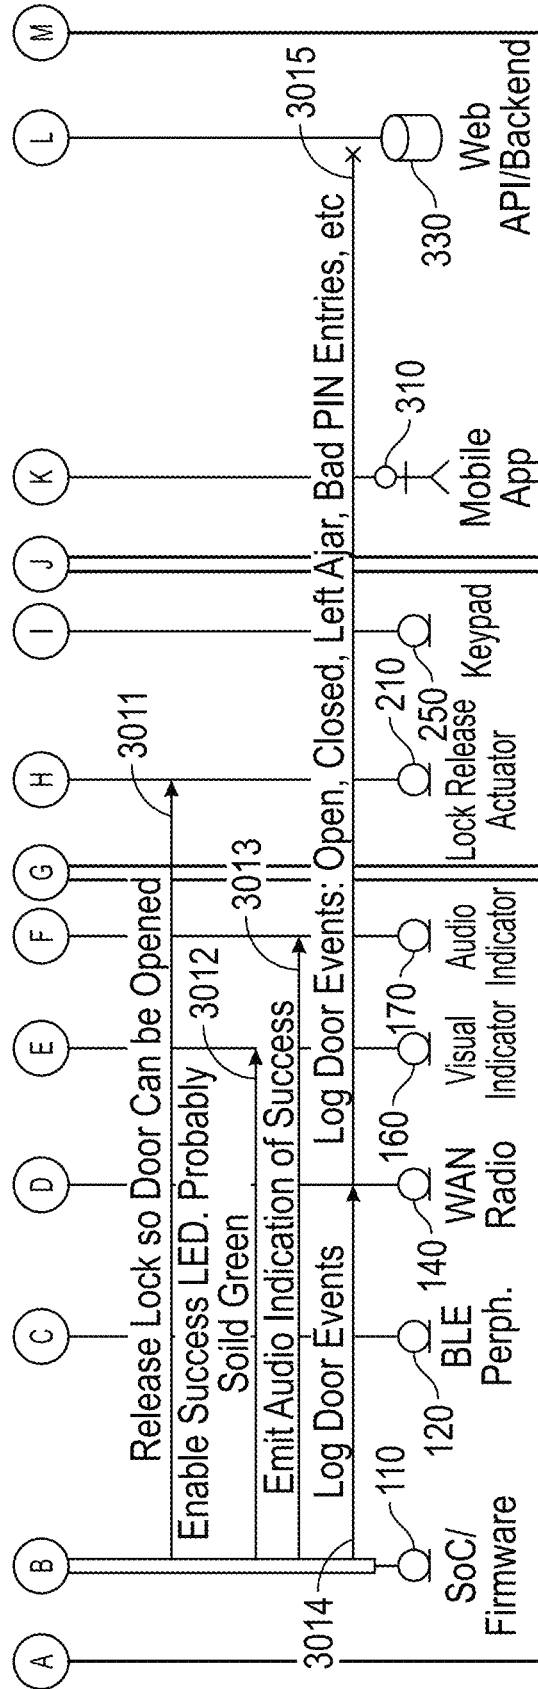 A
B
C
D
E
F
G
H
I
J
K
L
M
Release Lock so Door Can be Opened
3011
Enable Success LED. Probably
Soild Green
3012
Emit Audio Indication of Success
3013
Log Door Events
3014
Log Door Events: Open, Closed, Left Ajar, Bad PIN Entries, etc
3015
110
SoC/
Firmware
120
BLE
Perph.
140
WAN
Radio
160
Visual
Indicator
170
Audio
Indicator
210
Lock Release
Actuator
250
Keypad
310
Mobile
App
330
Web
API/Backend